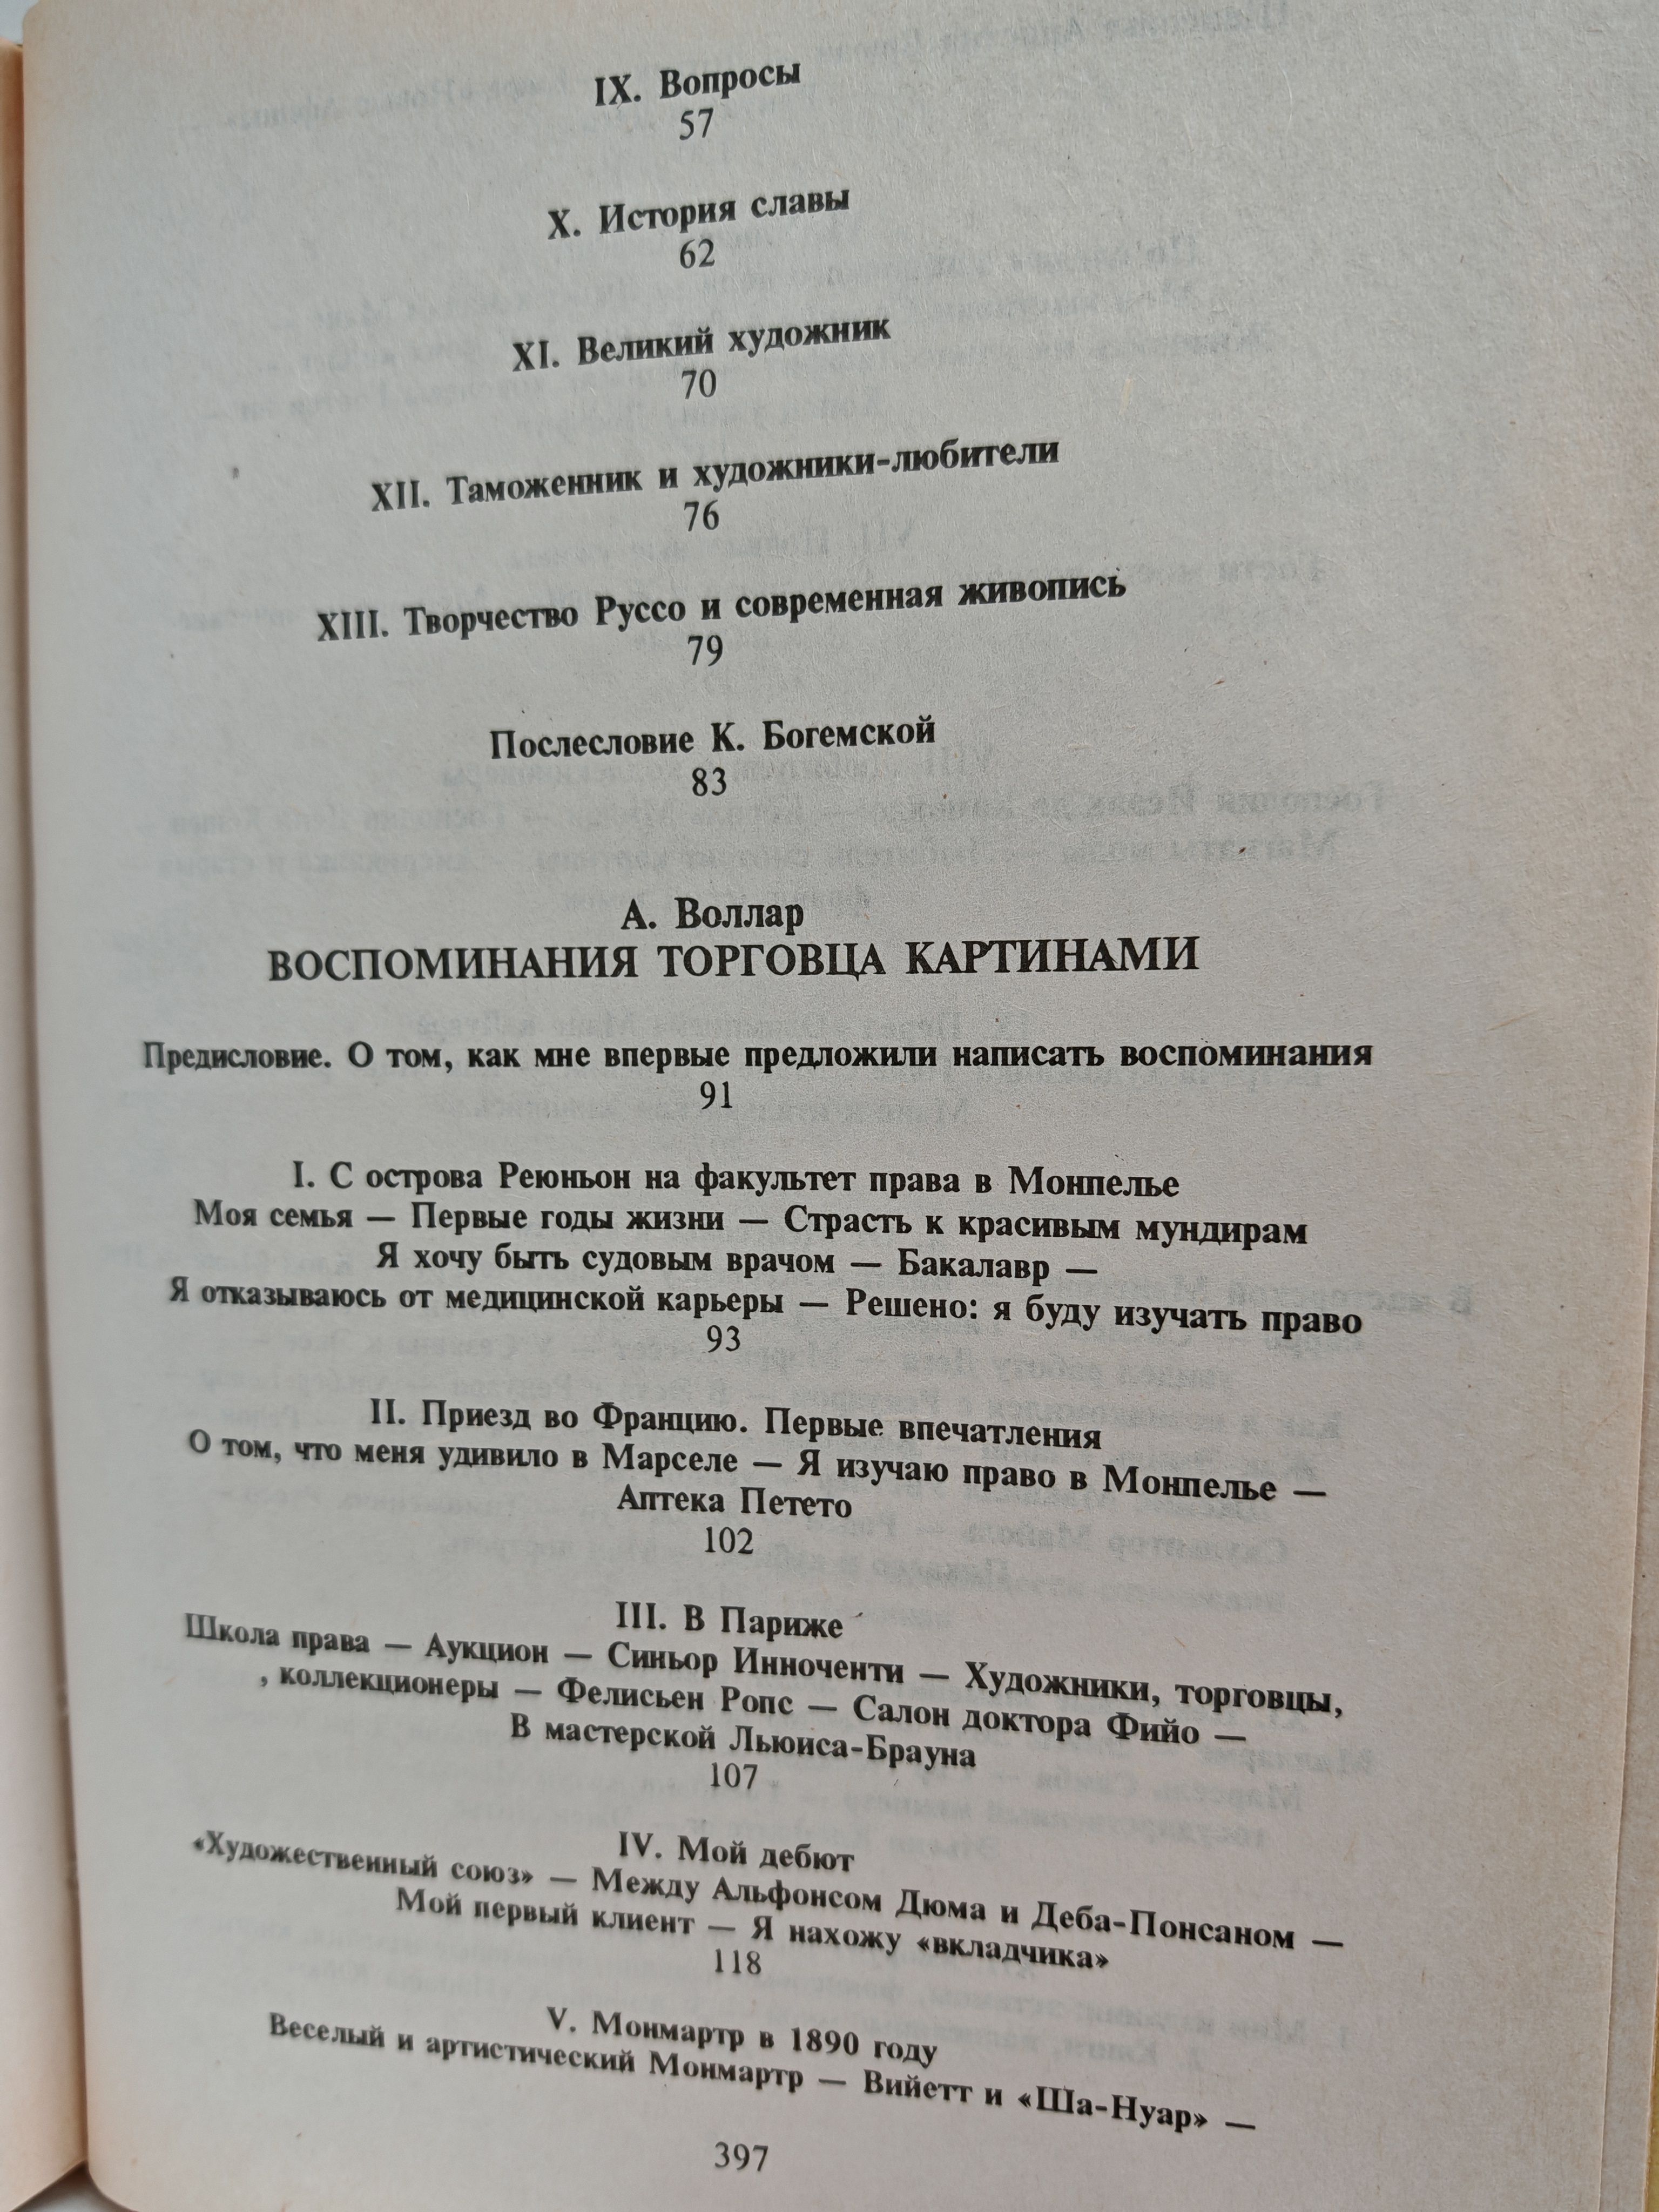 IX. Вопросы
57
X. История славы
62
XI. Великий художник
70
XII. Таможенник и художники-любители
76
XIII. Творчество Руссо и современная живопись
79
Послесловие К. Богемской
83
А. Воллар
ВОСПОМИНАНИЯ ТОРГОВЦА КАРТИНАМИ
Предисловие. О том, как мне впервые предложили написать воспоминания
91
I. С острова Реюньон на факультет права в Монпелье
Моя семья — Первые годы жизни — Страсть к красивым мундирам
Я хочу быть судовым врачом — Бакалавр —
Я отказываюсь от медицинской карьеры — Решено: я буду изучать право
93
II. Приезд во Францию. Первые впечатления
О том, что меня удивило в Марселе — Я изучаю право в Монпелье —
Аптека Петето
102
III. В Париже
Школа права — Аукцион — Синьор Инноченти — Художники, торговцы,
, коллекционеры — Фелисьен Ропс — Салон доктора Фийо —
В мастерской Льюиса-Брауна
107
IV. Мой дебют
«Художественный союз» — Между Альфонсом Дюма и Деба-Понсаном —
Мой первый клиент — Я нахожу «вкладчика»
118
V. Монмартр в 1890 году
Веселый и артистический Монмартр — Вийетт и «Ша-Нуар» —
397